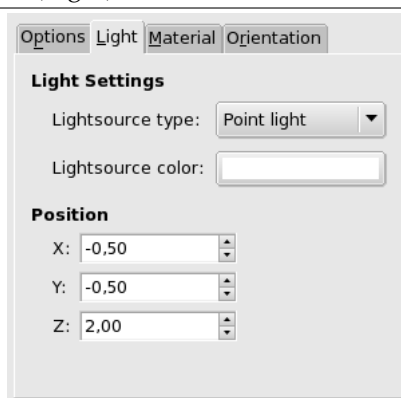 Options Light Material Orientation
Light Settings
Lightsource type: Point light
Lightsource color:
Position
X: -0,50
Y: -0,50
Z: 2,00